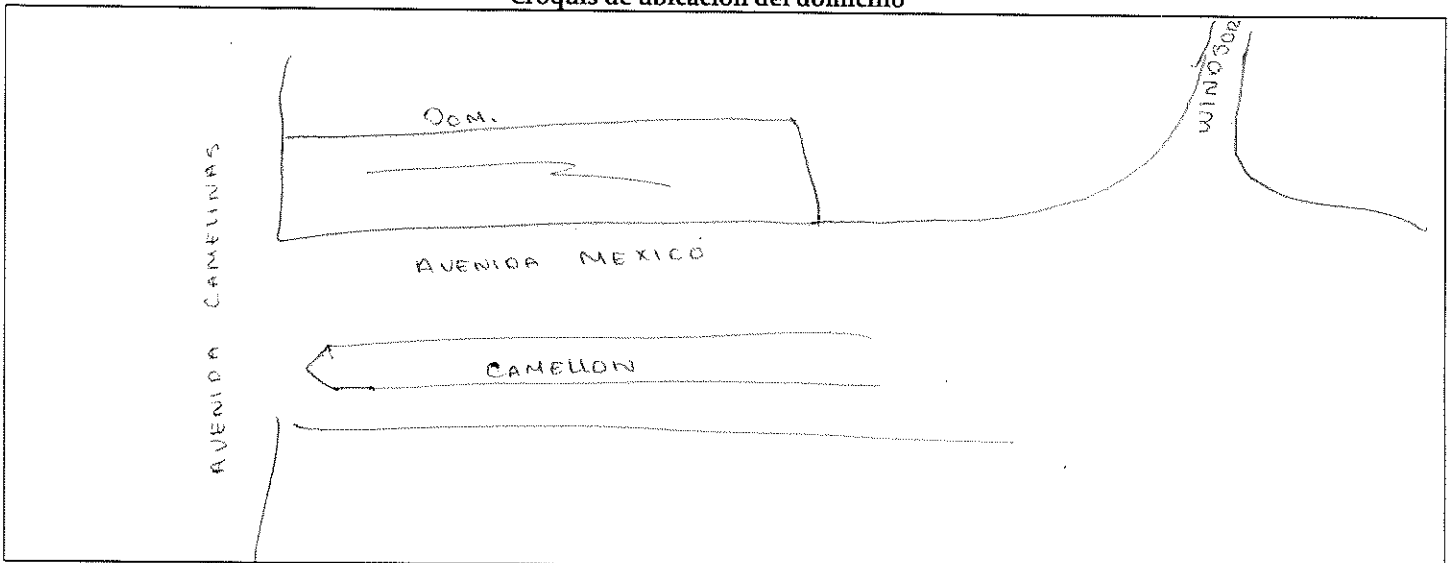 Croquis de ubicación del domicilio
WINDSOR
DOM.
AVENIDA CAMELINAS
AVENIDA MEXICO
CAMELLON